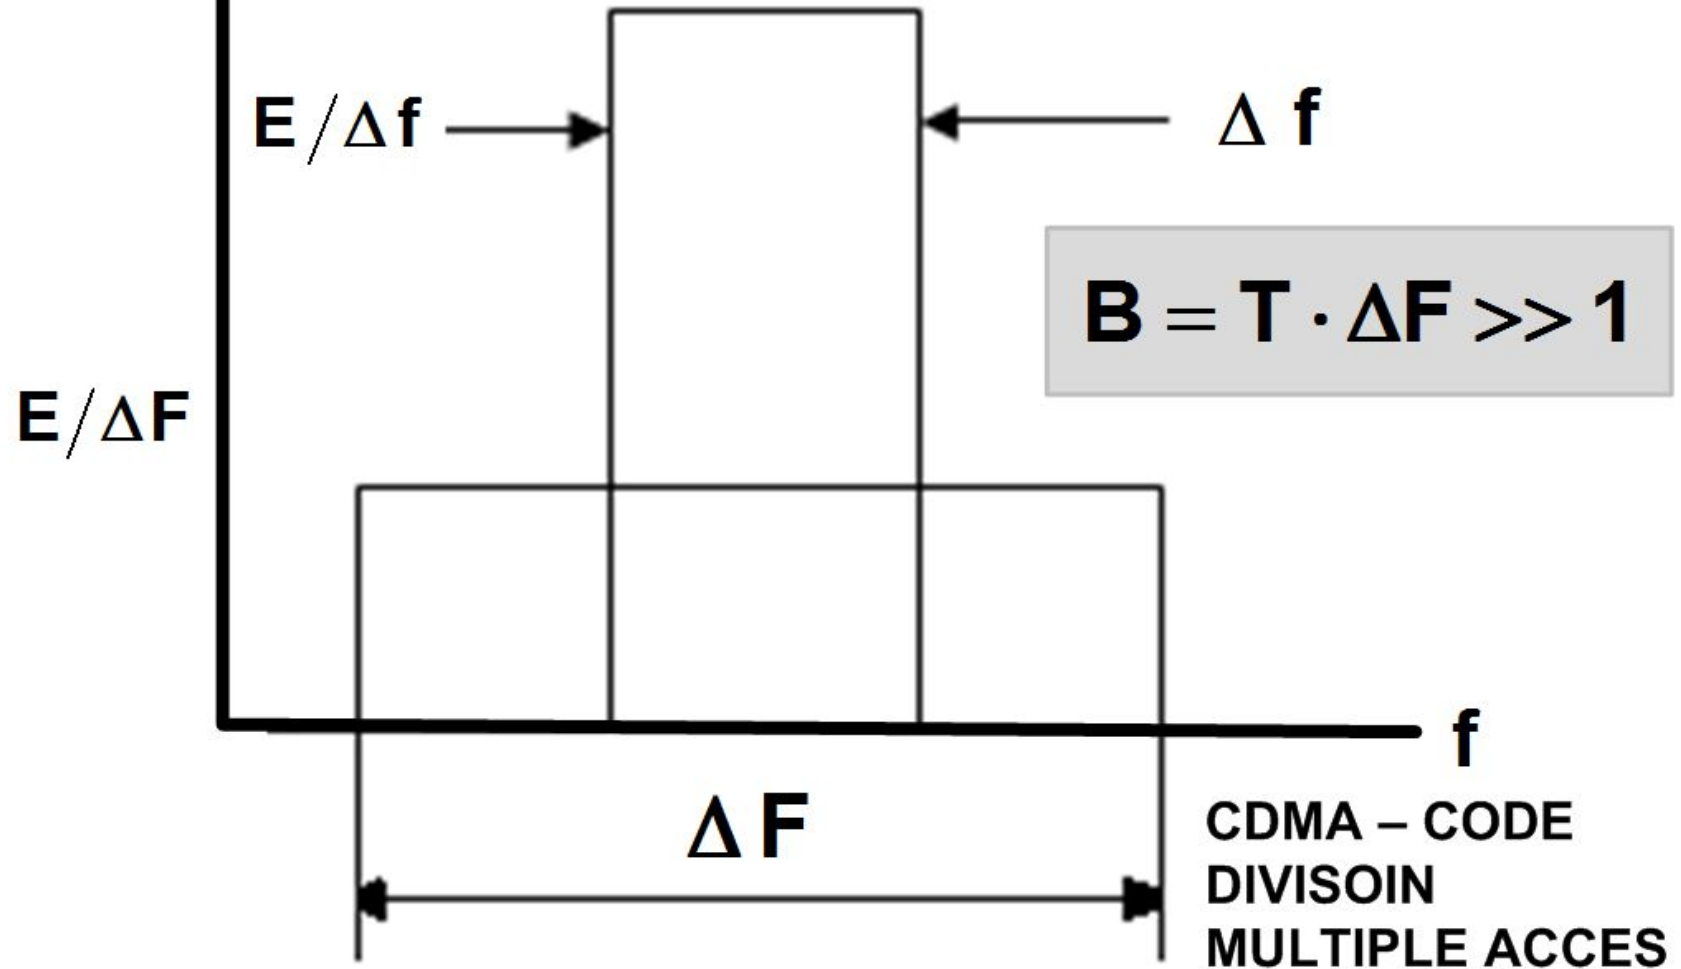 E/Δf
Δ f
B = T · ΔF >> 1
E/ΔF
f
Δ F
CDMA – CODE
DIVISOIN
MULTIPLE ACCES